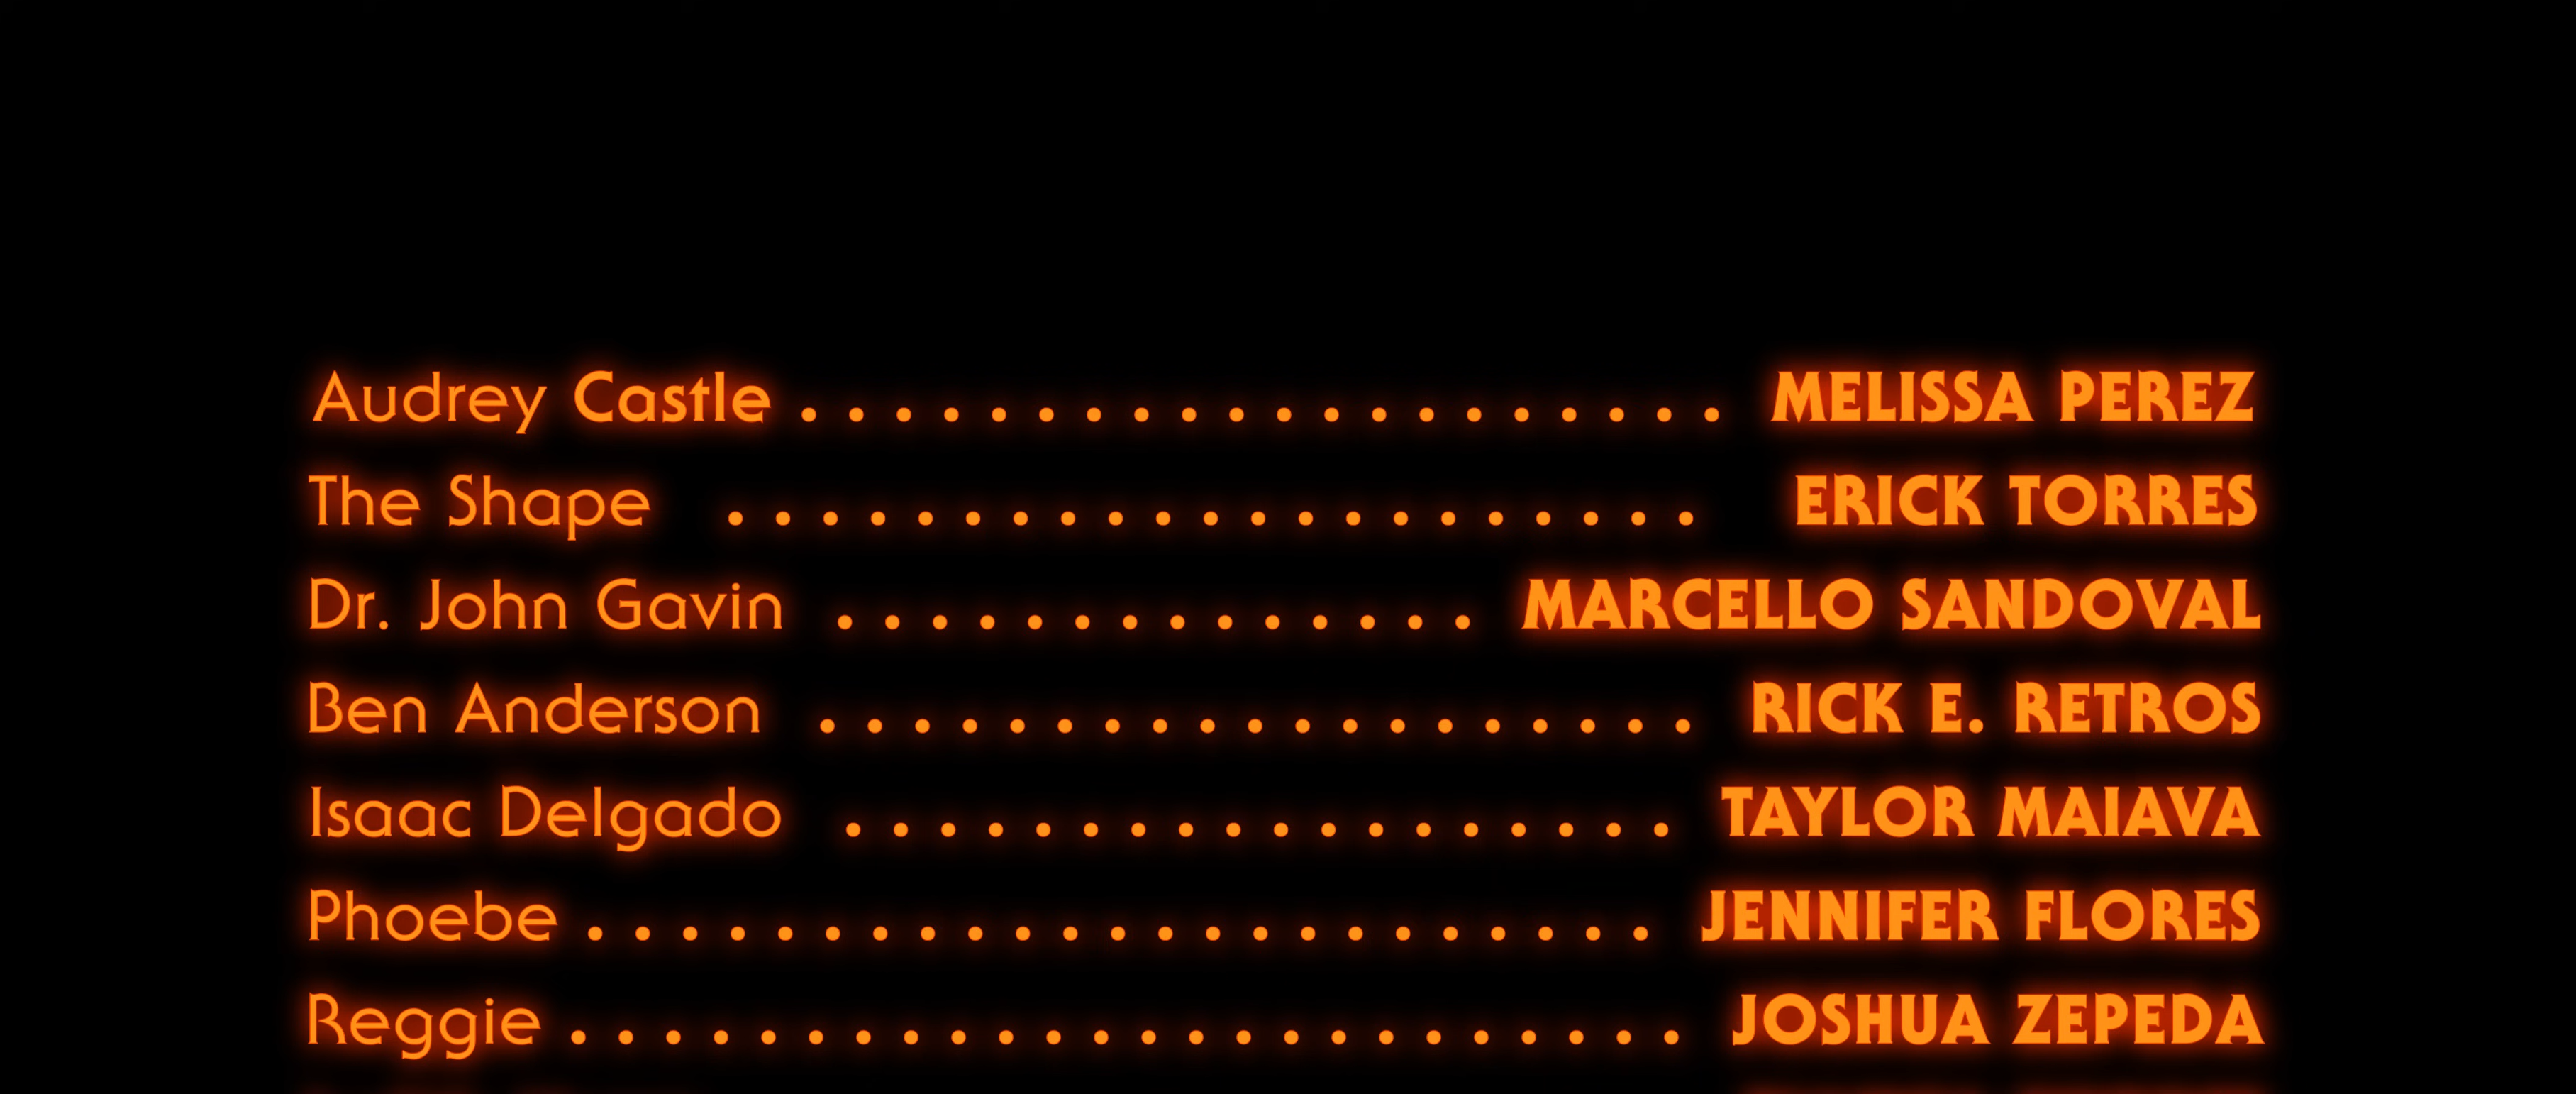 Audrey Castle . . . . . . . . . . . . . . . . . . . . MELISSA PEREZ
The Shape . . . . . . . . . . . . . . . . . . . . . ERICK TORRES
Dr. John Gavin . . . . . . . . . . . . . . MARCELLO SANDOVAL
Ben Anderson . . . . . . . . . . . . . . . . . . . RICK E. RETROS
Isaac Delgado . . . . . . . . . . . . . . . . . . TAYLOR MAIAVA
Phoebe . . . . . . . . . . . . . . . . . . . . . . . JENNIFER FLORES
Reggie . . . . . . . . . . . . . . . . . . . . . . . . JOSHUA ZEPEDA